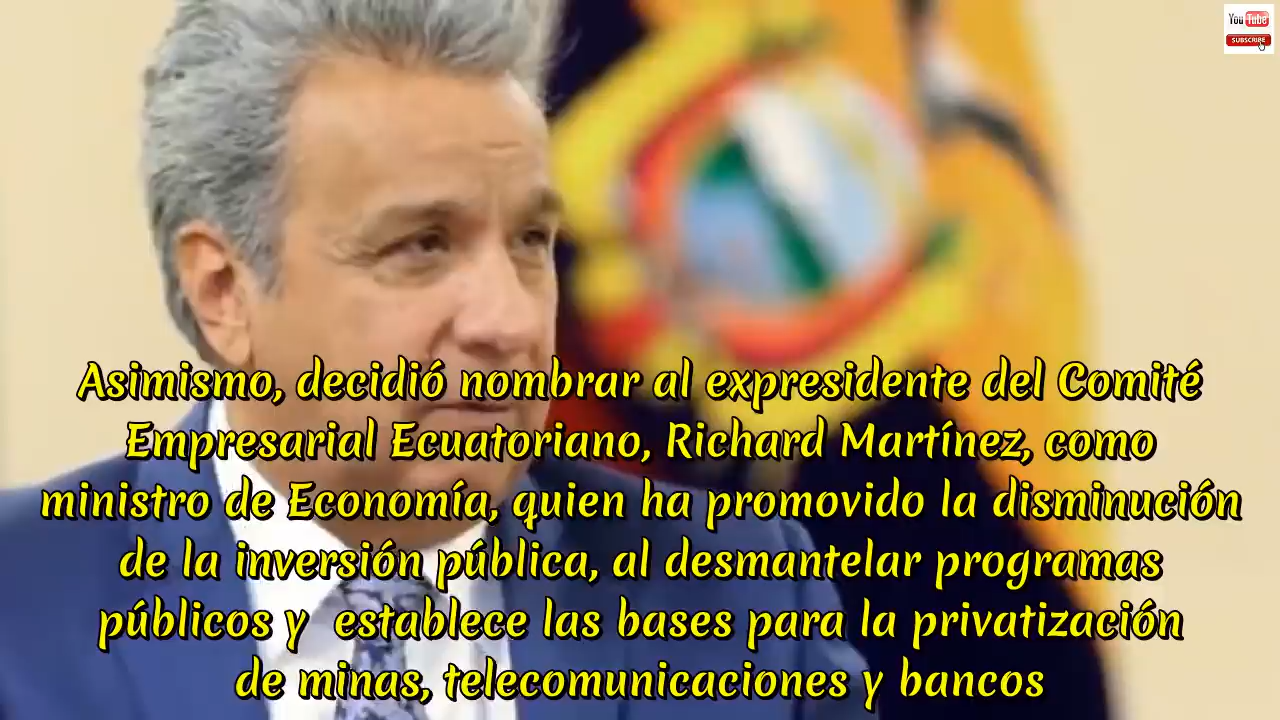 You Tube
SUBSCRIBE
Asimismo, decidió nombrar al expresidente del Comité
Empresarial Ecuatoriano, Richard Martínez, como
ministro de Economía, quien ha promovido la disminución
de la inversión pública, al desmantelar programas
públicos y  establece las bases para la privatización
de minas, telecomunicaciones y bancos